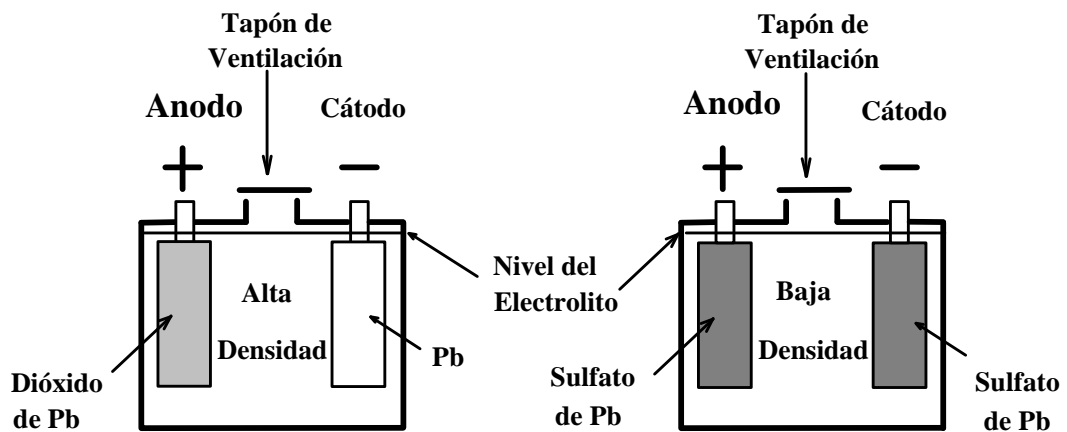 Tapón de
Ventilación
Anodo
Cátodo
+
−
Alta
Densidad
Dióxido
de Pb
Pb
Nivel del
Electrolito
Tapón de
Ventilación
Anodo
Cátodo
+
−
Baja
Densidad
Sulfato
de Pb
Sulfato
de Pb